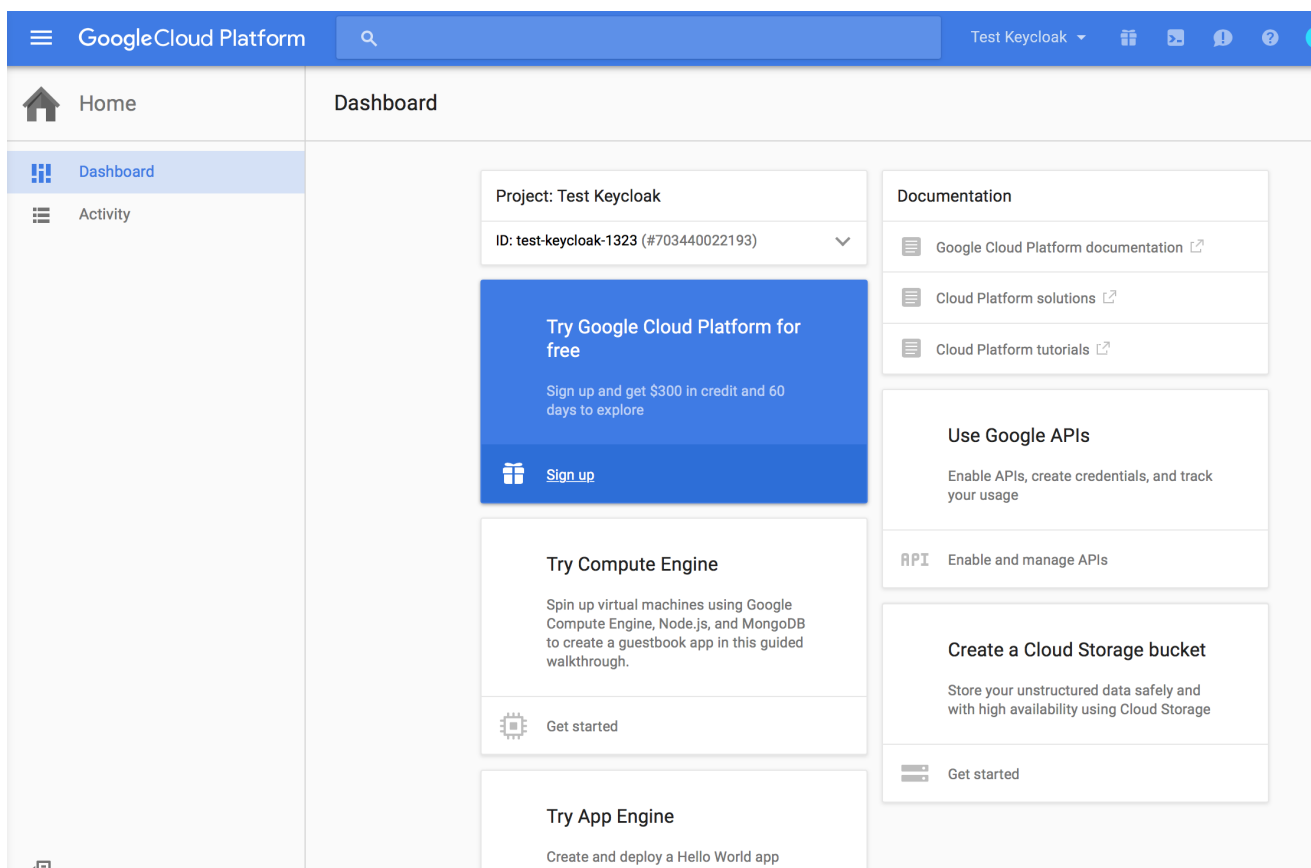 GoogleCloud Platform
Test Keycloak
Home
Dashboard
Dashboard
Activity
Project: Test Keycloak
ID: test-keycloak-1323 (#703440022193)
Try Google Cloud Platform for
free
Sign up and get $300 in credit and 60
days to explore
Sign up
Try Compute Engine
Spin up virtual machines using Google
Compute Engine, Node.js, and MongoDB
to create a guestbook app in this guided
walkthrough.
Get started
Try App Engine
Create and deploy a Hello World app
Documentation
Google Cloud Platform documentation
Cloud Platform solutions
Cloud Platform tutorials
Use Google APIs
Enable APIs, create credentials, and track
your usage
API Enable and manage APIs
Create a Cloud Storage bucket
Store your unstructured data safely and
with high availability using Cloud Storage
Get started